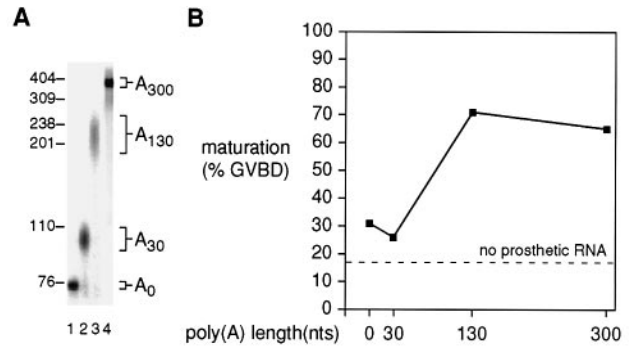 A
404
309
238
201
110
76
A300
A130
A30
A0
1 2 3 4
B
maturation
(% GVBD)
100
90
80
70
60
50
40
30
20
10
0
no prosthetic RNA
poly(A) length(nts)
0 30 130 300